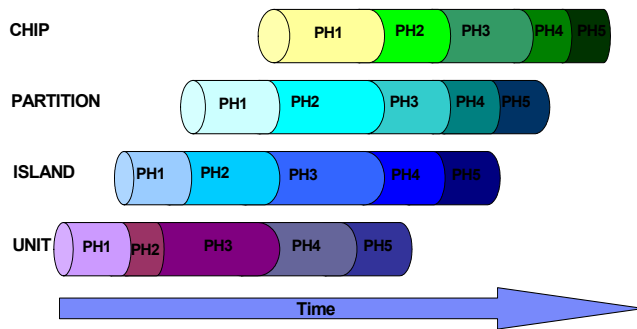 CHIP PH1 PH2 PH3 PH4 PH5
PARTITION PH1 PH2 PH3 PH4 PH5
ISLAND PH1 PH2 PH3 PH4 PH5
UNIT PH1 PH2 PH3 PH4 PH5
Time